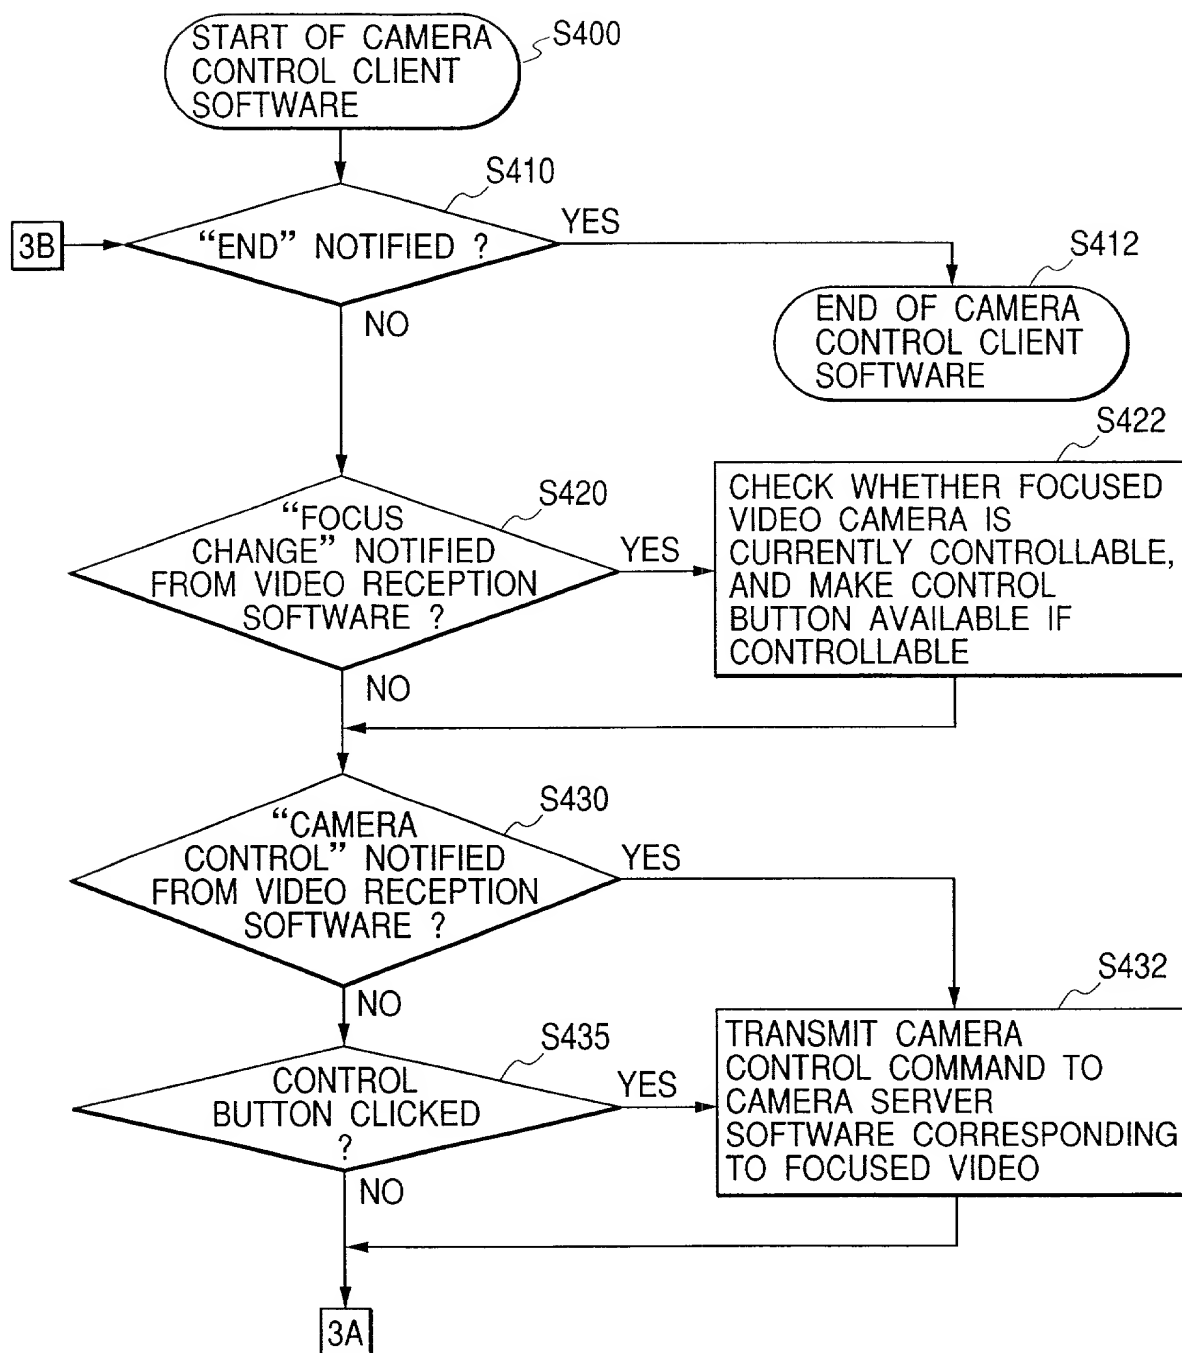 START OF CAMERA
CONTROL CLIENT
SOFTWARE
S400
S410
3B
“END” NOTIFIED ?
YES
NO
S412
END OF CAMERA
CONTROL CLIENT
SOFTWARE
S420
“FOCUS
CHANGE” NOTIFIED
FROM VIDEO RECEPTION
SOFTWARE ?
YES
NO
S422
CHECK WHETHER FOCUSED
VIDEO CAMERA IS
CURRENTLY CONTROLLABLE,
AND MAKE CONTROL
BUTTON AVAILABLE IF
CONTROLLABLE
S430
“CAMERA
CONTROL” NOTIFIED
FROM VIDEO RECEPTION
SOFTWARE ?
YES
NO
S432
TRANSMIT CAMERA
CONTROL COMMAND TO
CAMERA SERVER
SOFTWARE CORRESPONDING
TO FOCUSED VIDEO
S435
CONTROL
BUTTON CLICKED
?
YES
NO
3A